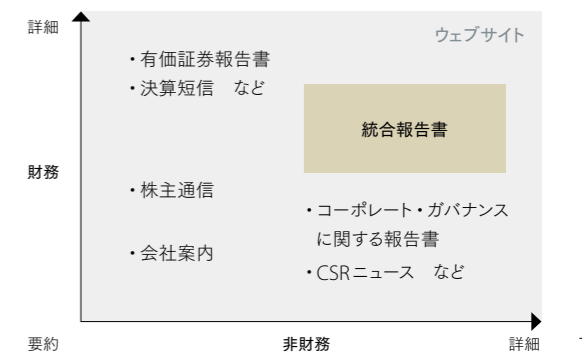 詳細
ウェブサイト
・有価証券報告書
・決算短信　など
統合報告書
財務
・株主通信
・コーポレート・ガバナンス
に関する報告書
・会社案内
・CSRニュース　など
要約
非財務
詳細